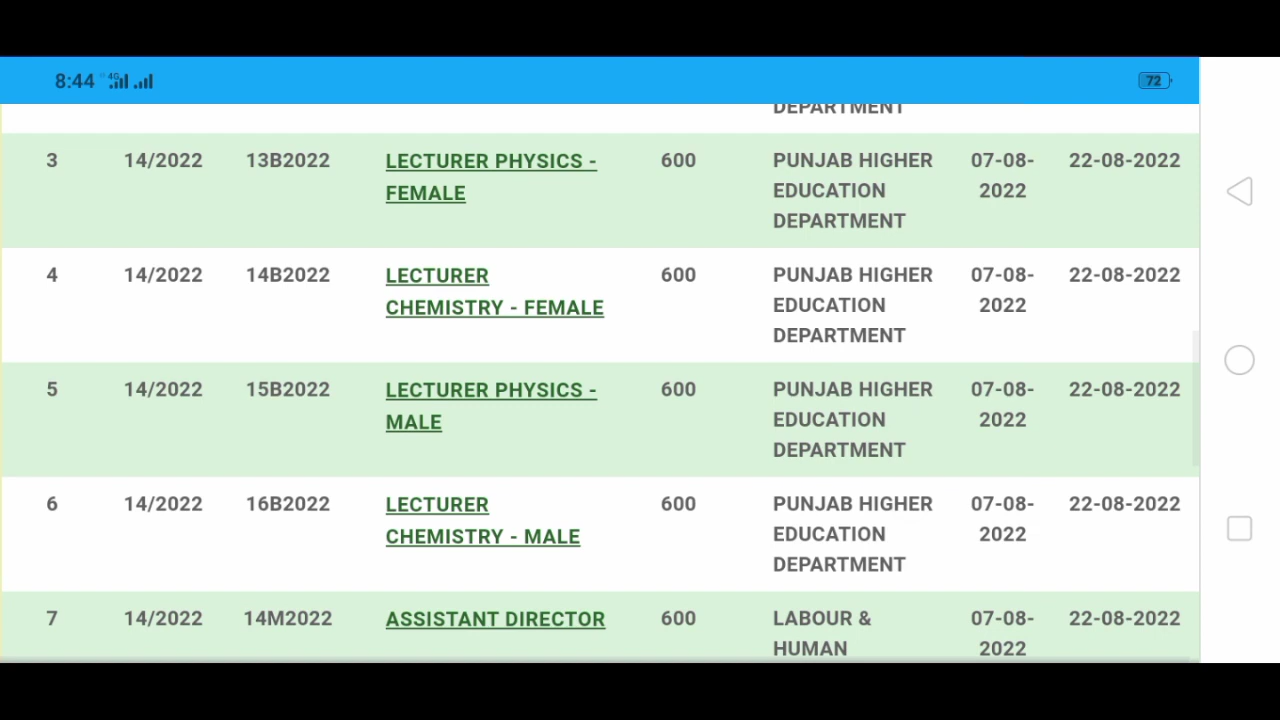 8:44 4G 72
DEPARTMENT
3 14/2022 13B2022 LECTURER PHYSICS - 600 PUNJAB HIGHER 07-08- 22-08-2022
FEMALE EDUCATION 2022
DEPARTMENT
4 14/2022 14B2022 LECTURER 600 PUNJAB HIGHER 07-08- 22-08-2022
CHEMISTRY - FEMALE EDUCATION 2022
DEPARTMENT
5 14/2022 15B2022 LECTURER PHYSICS - 600 PUNJAB HIGHER 07-08- 22-08-2022
MALE EDUCATION 2022
DEPARTMENT
6 14/2022 16B2022 LECTURER 600 PUNJAB HIGHER 07-08- 22-08-2022
CHEMISTRY - MALE EDUCATION 2022
DEPARTMENT
7 14/2022 14M2022 ASSISTANT DIRECTOR 600 LABOUR & 07-08- 22-08-2022
HUMAN 2022